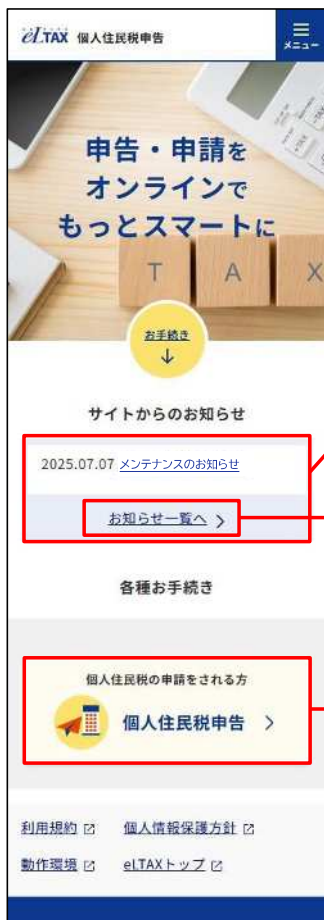 eLTAX 個人住民税申告
メニュー
申告・申請を
オンラインで
もっとスマートに
T A X
お手続き
↓
サイトからのお知らせ
2025.07.07 メンテナンスのお知らせ
お知らせ一覧へ
各種お手続き
個人住民税の申請をされる方
個人住民税申告
利用規約 個人情報保護方針
動作環境 eLTAXトップ